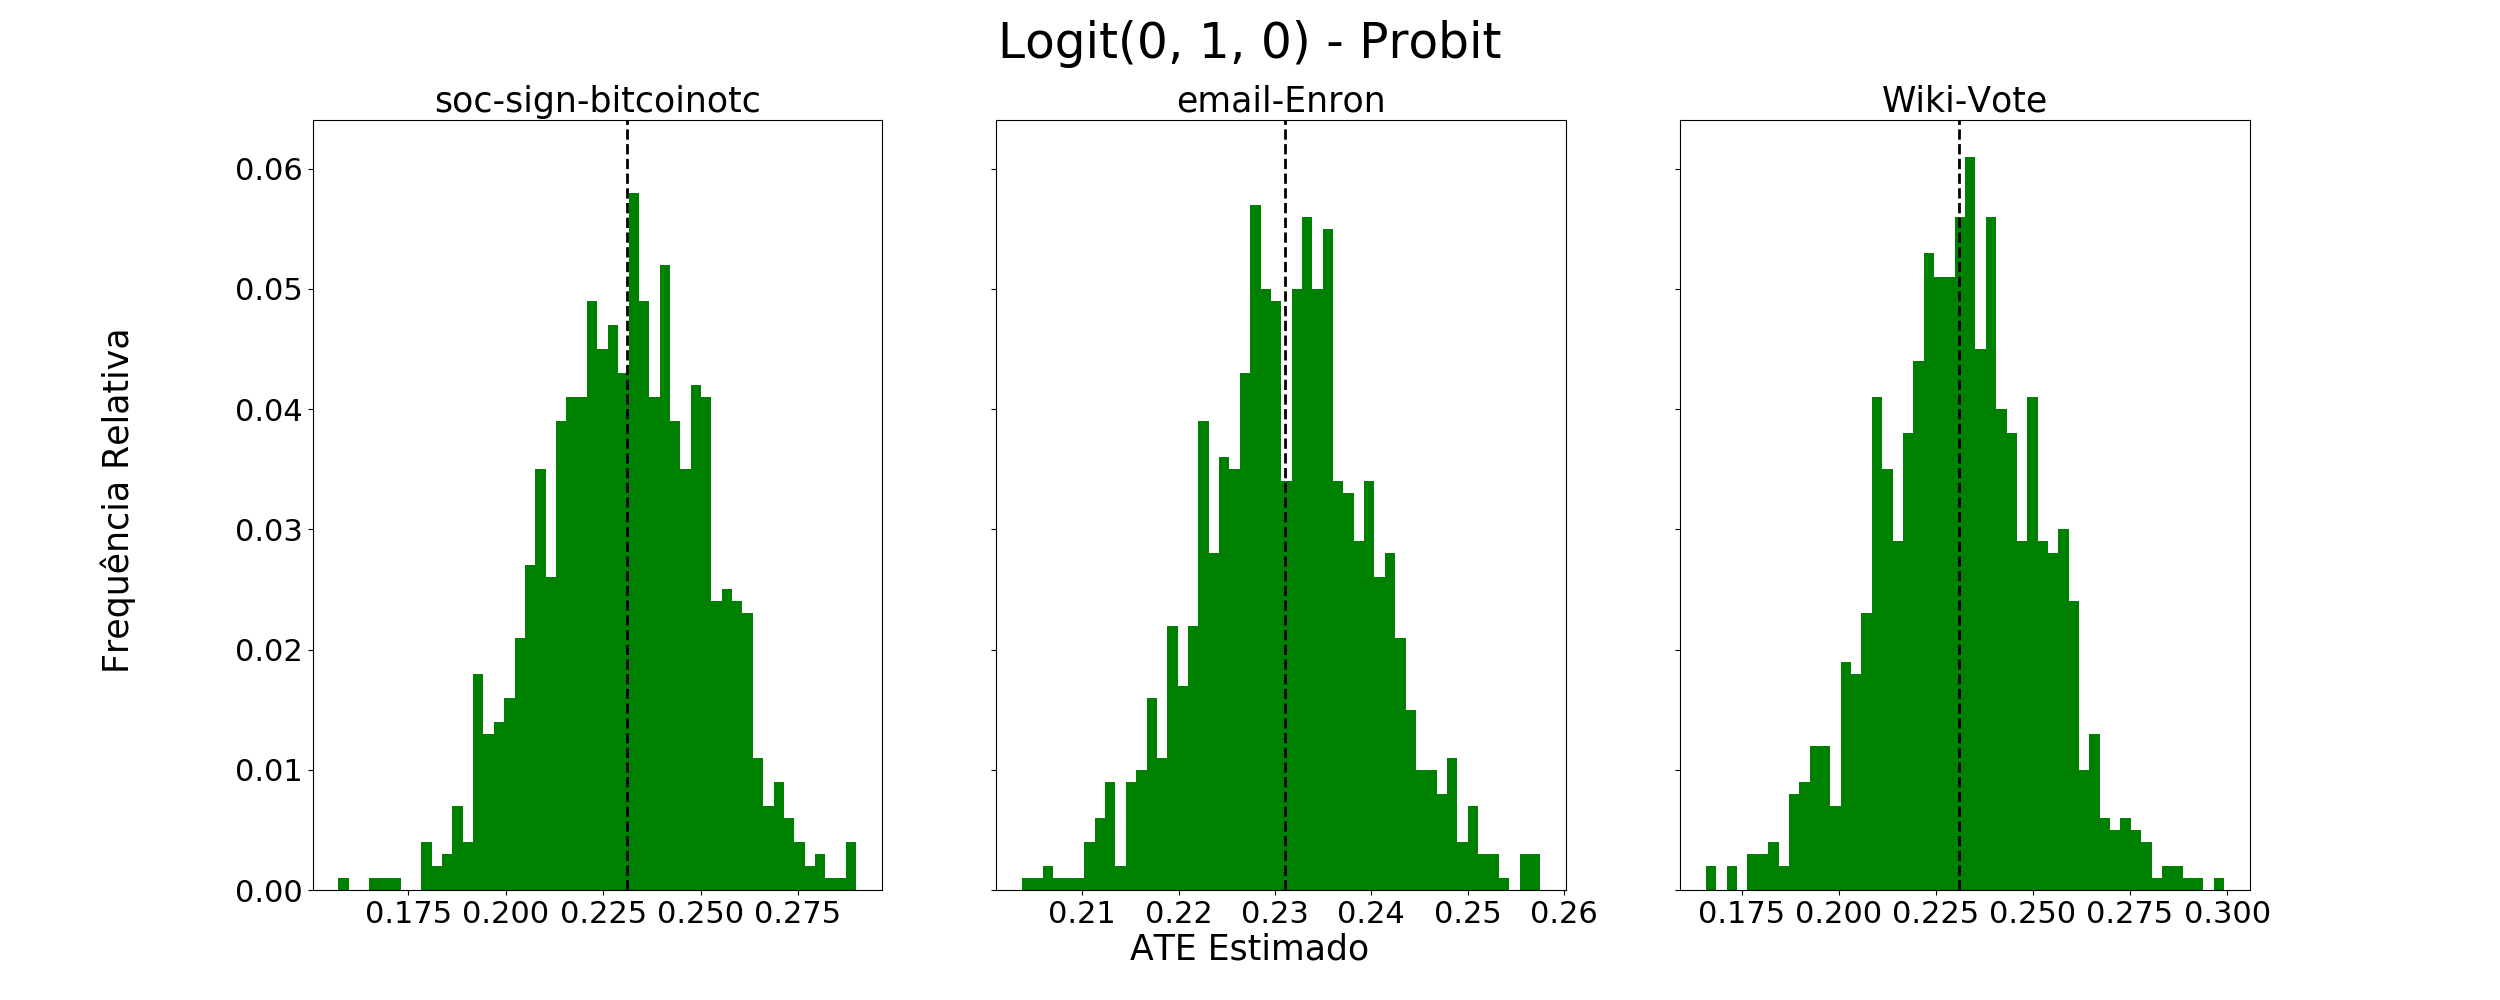 Logit(0, 1, 0) - Probit
soc-sign-bitcoinotc
email-Enron
Wiki-Vote
Frequência Relativa
0.06
0.05
0.04
0.03
0.02
0.01
0.00
0.175 0.200 0.225 0.250 0.275
0.21 0.22 0.23 0.24 0.25 0.26
0.175 0.200 0.225 0.250 0.275 0.300
ATE Estimado